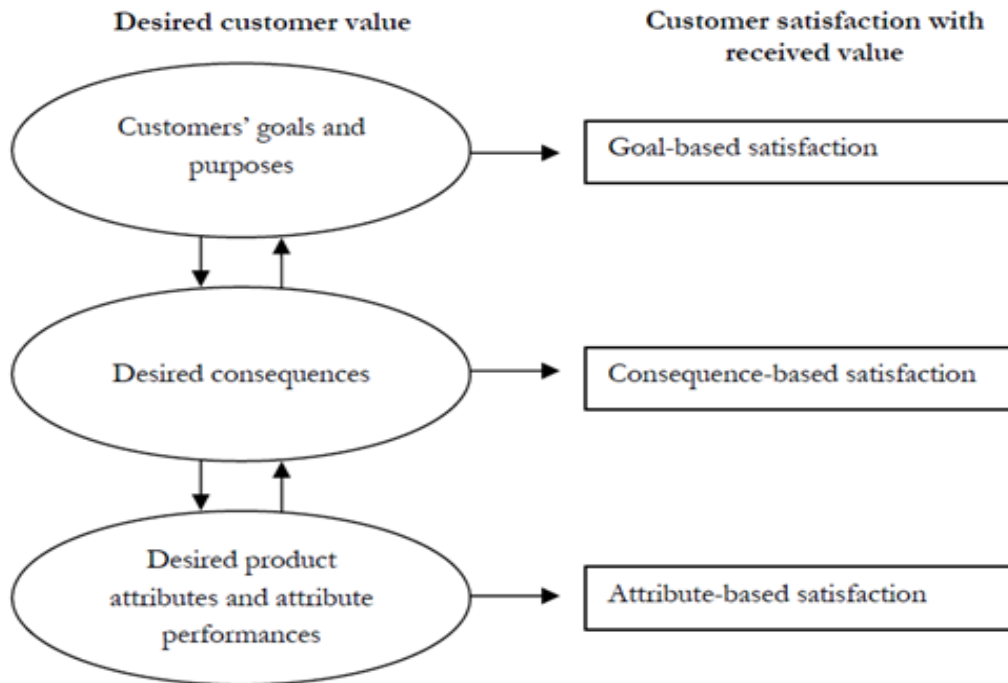 Desired customer value
Customer satisfaction with
received value
Customers’ goals and
purposes
Goal-based satisfaction
Desired consequences
Consequence-based satisfaction
Desired product
attributes and attribute
performances
Attribute-based satisfaction